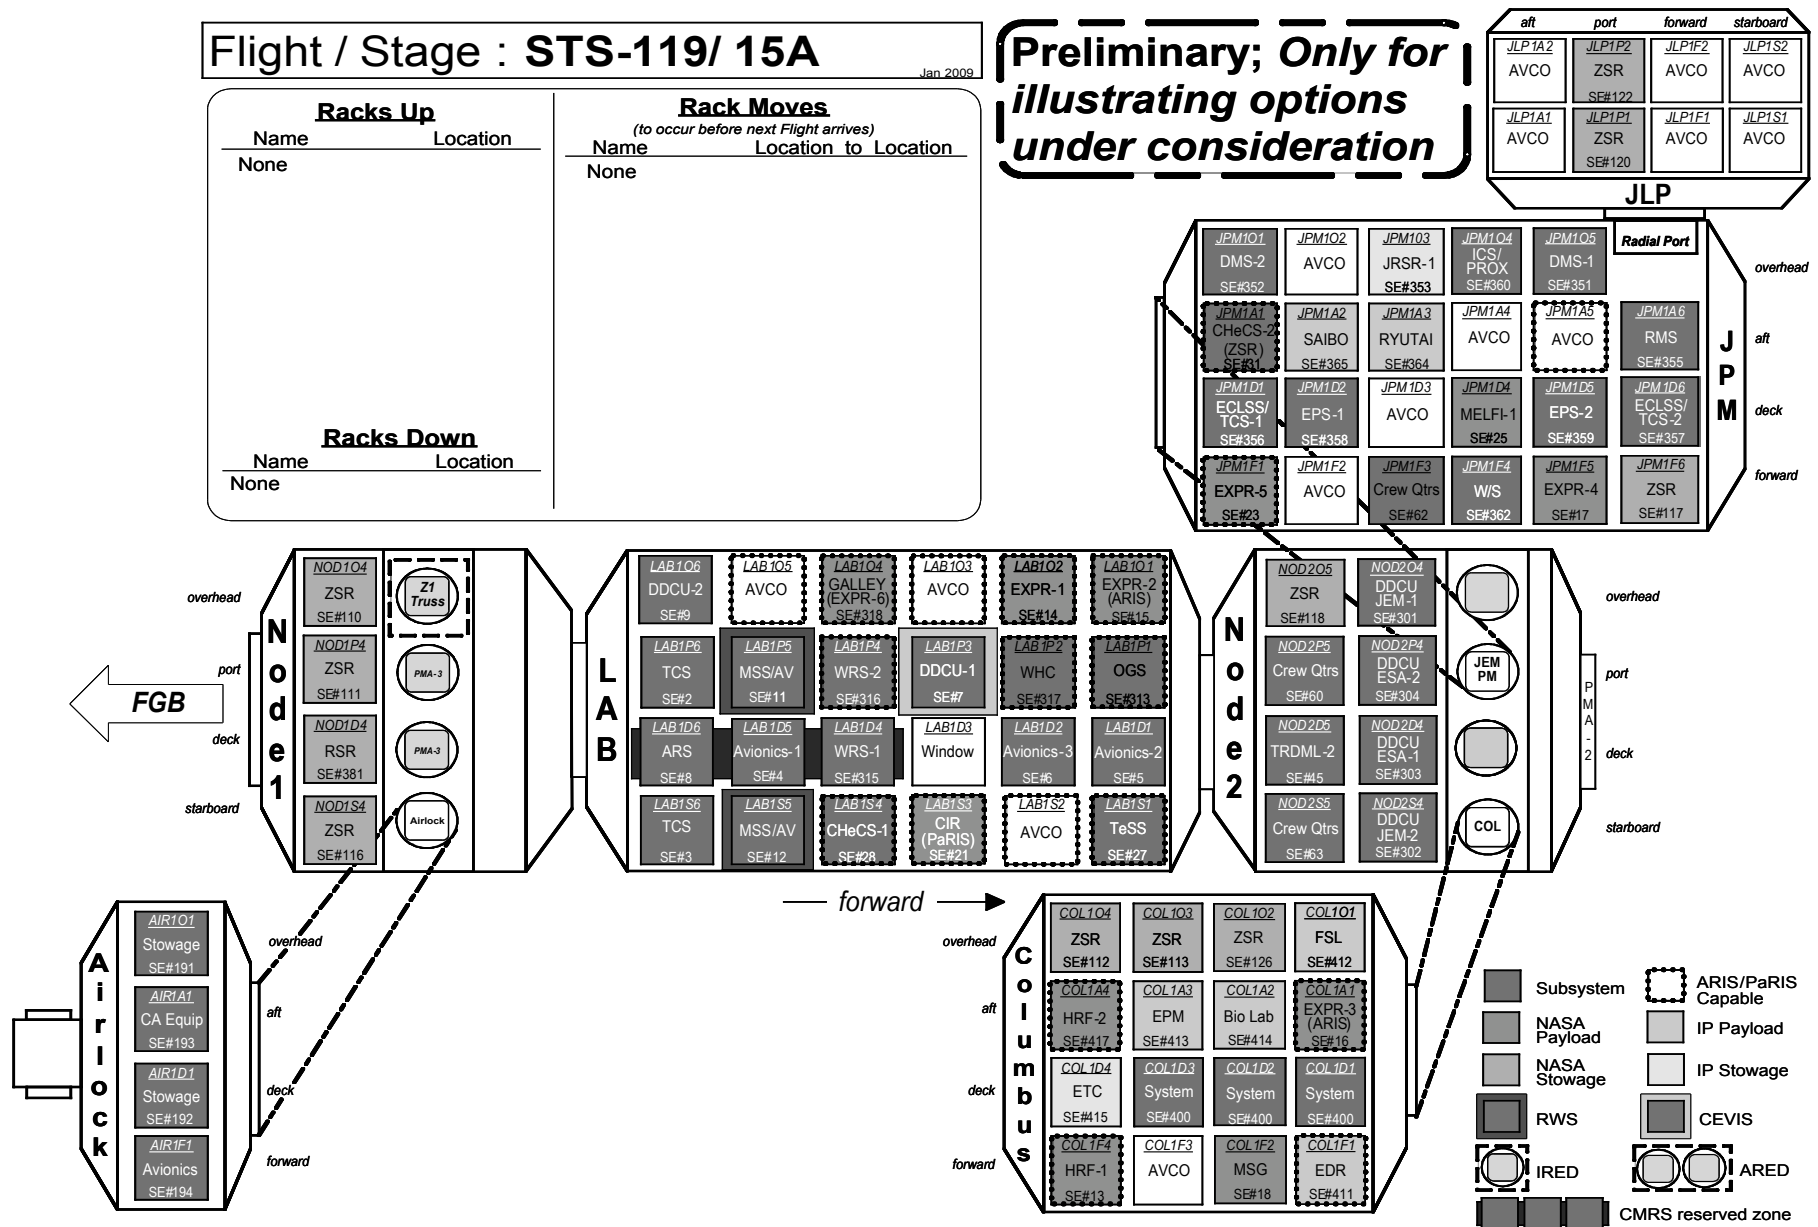 Flight / Stage : STS-119/ 15A
Jan 2009
Racks Up
Name Location
None
Rack Moves
(to occur before next Flight arrives)
Name Location to Location
None
Racks Down
Name Location
None
Preliminary; Only for
illustrating options
under consideration
aft port forward starboard
JLP1A2 JLP1P2 JLP1F2 JLP1S2
AVCO ZSR AVCO AVCO
SE#122
JLP1A1 JLP1P1 JLP1F1 JLP1S1
AVCO ZSR AVCO AVCO
SE#120
JLP
Radial Port
JPM1O1 JPM1O2 JPM103 JPM1O4 JPM1O5
DMS-2 AVCO JRSR-1 ICS/ PROX DMS-1
SE#352 SE#353 SE#360 SE#351
overhead
JPM1A1 JPM1A2 JPM1A3 JPM1A4 JPM1A5 JPM1A6
CHeCS-2 (ZSR) SAIBO RYUTAI AVCO AVCO RMS
SE#31 SE#365 SE#364 SE#355
aft
JPM1D1 JPM1D2 JPM1D3 JPM1D4 JPM1D5 JPM1D6
ECLSS/ TCS-1 EPS-1 AVCO MELFI-1 EPS-2 ECLSS/ TCS-2
SE#356 SE#358 SE#25 SE#359 SE#357
deck
JPM1F1 JPM1F2 JPM1F3 JPM1F4 JPM1F5 JPM1F6
EXPR-5 AVCO Crew Qtrs W/S EXPR-4 ZSR
SE#23 SE#62 SE#362 SE#17 SE#117
forward
JPM
FGB
Node1
overhead
NOD1O4
ZSR
SE#110
Z1
Truss
port
NOD1P4
ZSR
SE#111
PMA-3
deck
NOD1D4
RSR
SE#381
PMA-3
starboard
NOD1S4
ZSR
SE#116
Airlock
LAB
LAB1O6 LAB1O5 LAB1O4 LAB1O3 LAB1O2 LAB1O1
DDCU-2 AVCO GALLEY (EXPR-6) AVCO EXPR-1 EXPR-2 (ARIS)
SE#9 SE#318 SE#14 SE#15
LAB1P6 LAB1P5 LAB1P4 LAB1P3 LAB1P2 LAB1P1
TCS MSS/AV WRS-2 DDCU-1 WHC OGS
SE#2 SE#11 SE#316 SE#7 SE#317 SE#313
LAB1D6 LAB1D5 LAB1D4 LAB1D3 LAB1D2 LAB1D1
ARS Avionics-1 WRS-1 Window Avionics-3 Avionics-2
SE#8 SE#4 SE#315 SE#6 SE#5
LAB1S6 LAB1S5 LAB1S4 LAB1S3 LAB1S2 LAB1S1
TCS MSS/AV CHeCS-1 CIR (PaRIS) AVCO TeSS
SE#3 SE#12 SE#28 SE#21 SE#27
forward
Node2
NOD2O5 NOD2O4
ZSR DDCU JEM-1
SE#118 SE#301
overhead
NOD2P5 NOD2P4
Crew Qtrs DDCU ESA-2
SE#60 SE#304
JEM
PM
port
NOD2D5 NOD2D4
TRDML-2 DDCU ESA-1
SE#45 SE#303
deck
NOD2S5 NOD2S4
Crew Qtrs DDCU JEM-2
SE#63 SE#302
COL
starboard
PMA-2
Airlock
AIR1O1
Stowage
SE#191
overhead
AIR1A1
CA Equip
SE#193
aft
AIR1D1
Stowage
SE#192
deck
AIR1F1
Avionics
SE#194
forward
Columbus
overhead
COL1O4 COL1O3 COL1O2 COL1O1
ZSR ZSR ZSR FSL
SE#112 SE#113 SE#126 SE#412
aft
COL1A4 COL1A3 COL1A2 COL1A1
HRF-2 EPM Bio Lab EXPR-3 (ARIS)
SE#417 SE#413 SE#414 SE#16
deck
COL1D4 COL1D3 COL1D2 COL1D1
ETC System System System
SE#415 SE#400 SE#400 SE#400
forward
COL1F4 COL1F3 COL1F2 COL1F1
HRF-1 AVCO MSG EDR
SE#13 SE#18 SE#411
Subsystem
ARIS/PaRIS
Capable
NASA
Payload
IP Payload
NASA
Stowage
IP Stowage
RWS
CEVIS
IRED
ARED
CMRS reserved zone